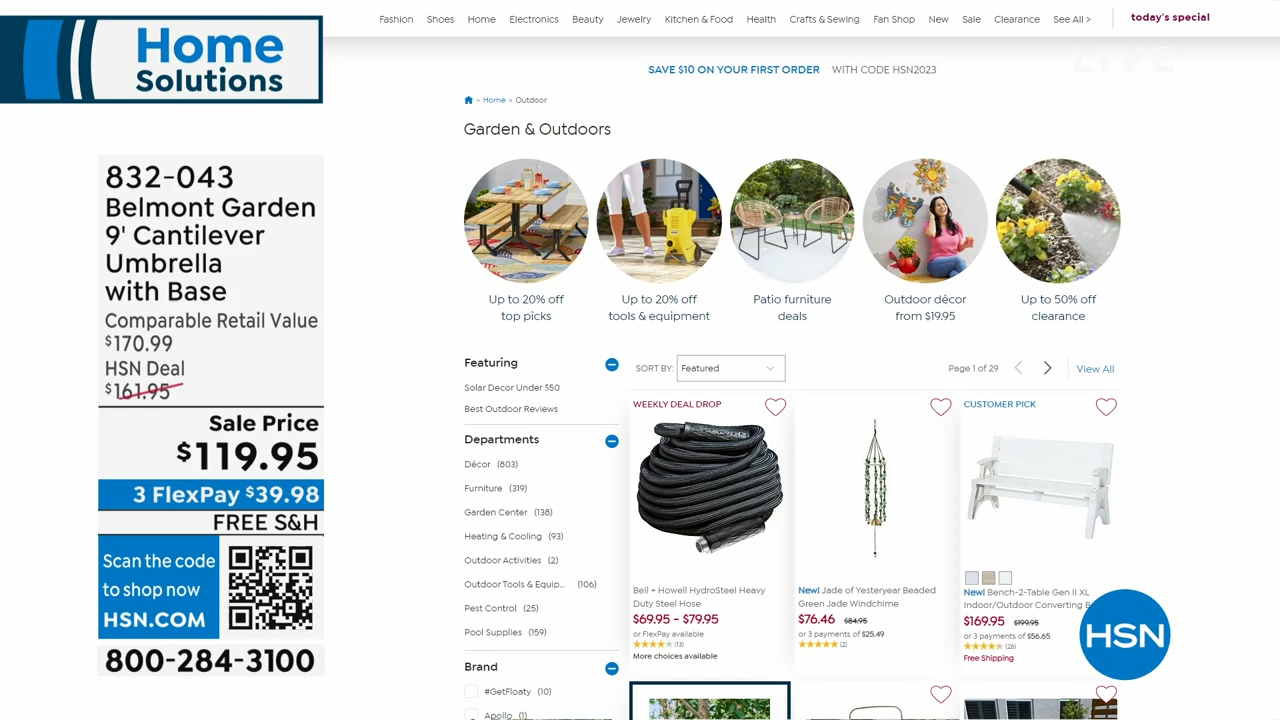 Home
Solutions
832-043
Belmont Garden
9' Cantilever
Umbrella
with Base
Comparable Retail Value
$170.99
HSN Deal
$161.95
Sale Price
$119.95
3 FlexPay $39.98
FREE S&H
Scan the code
to shop now
HSN.COM
800-284-3100
Fashion Shoes Home Electronics Beauty Jewelry Kitchen & Food Health Crafts & Sewing Fan Shop New Sale Clearance See All > today's special
LIVE
SAVE $10 ON YOUR FIRST ORDER WITH CODE HSN2023
> Home > Outdoor
Garden & Outdoors
Up to 20% off
top picks
Up to 20% off
tools & equipment
Patio furniture
deals
Outdoor décor
from $19.95
Up to 50% off
clearance
Featuring
Solar Decor Under $50
Best Outdoor Reviews
Departments
Décor (803)
Furniture (319)
Garden Center (138)
Heating & Cooling (93)
Outdoor Activities (2)
Outdoor Tools & Equip... (106)
Pest Control (25)
Pool Supplies (159)
Brand
#GetFloaty (10)
Apollo (1)
SORT BY: Featured
Page 1 of 29
View All
WEEKLY DEAL DROP
Bell + Howell HydroSteel Heavy
Duty Steel Hose
$69.95 - $79.95
or FlexPay available
(13)
More choices available
New! Jade of Yesteryear Beaded
Green Jade Windchime
$76.46 $84.95
or 3 payments of $25.49
(2)
CUSTOMER PICK
New! Bench-2-Table Gen II XL
Indoor/Outdoor Converting B
$169.95 $199.95
or 3 payments of $56.65
(26)
Free Shipping
HSN